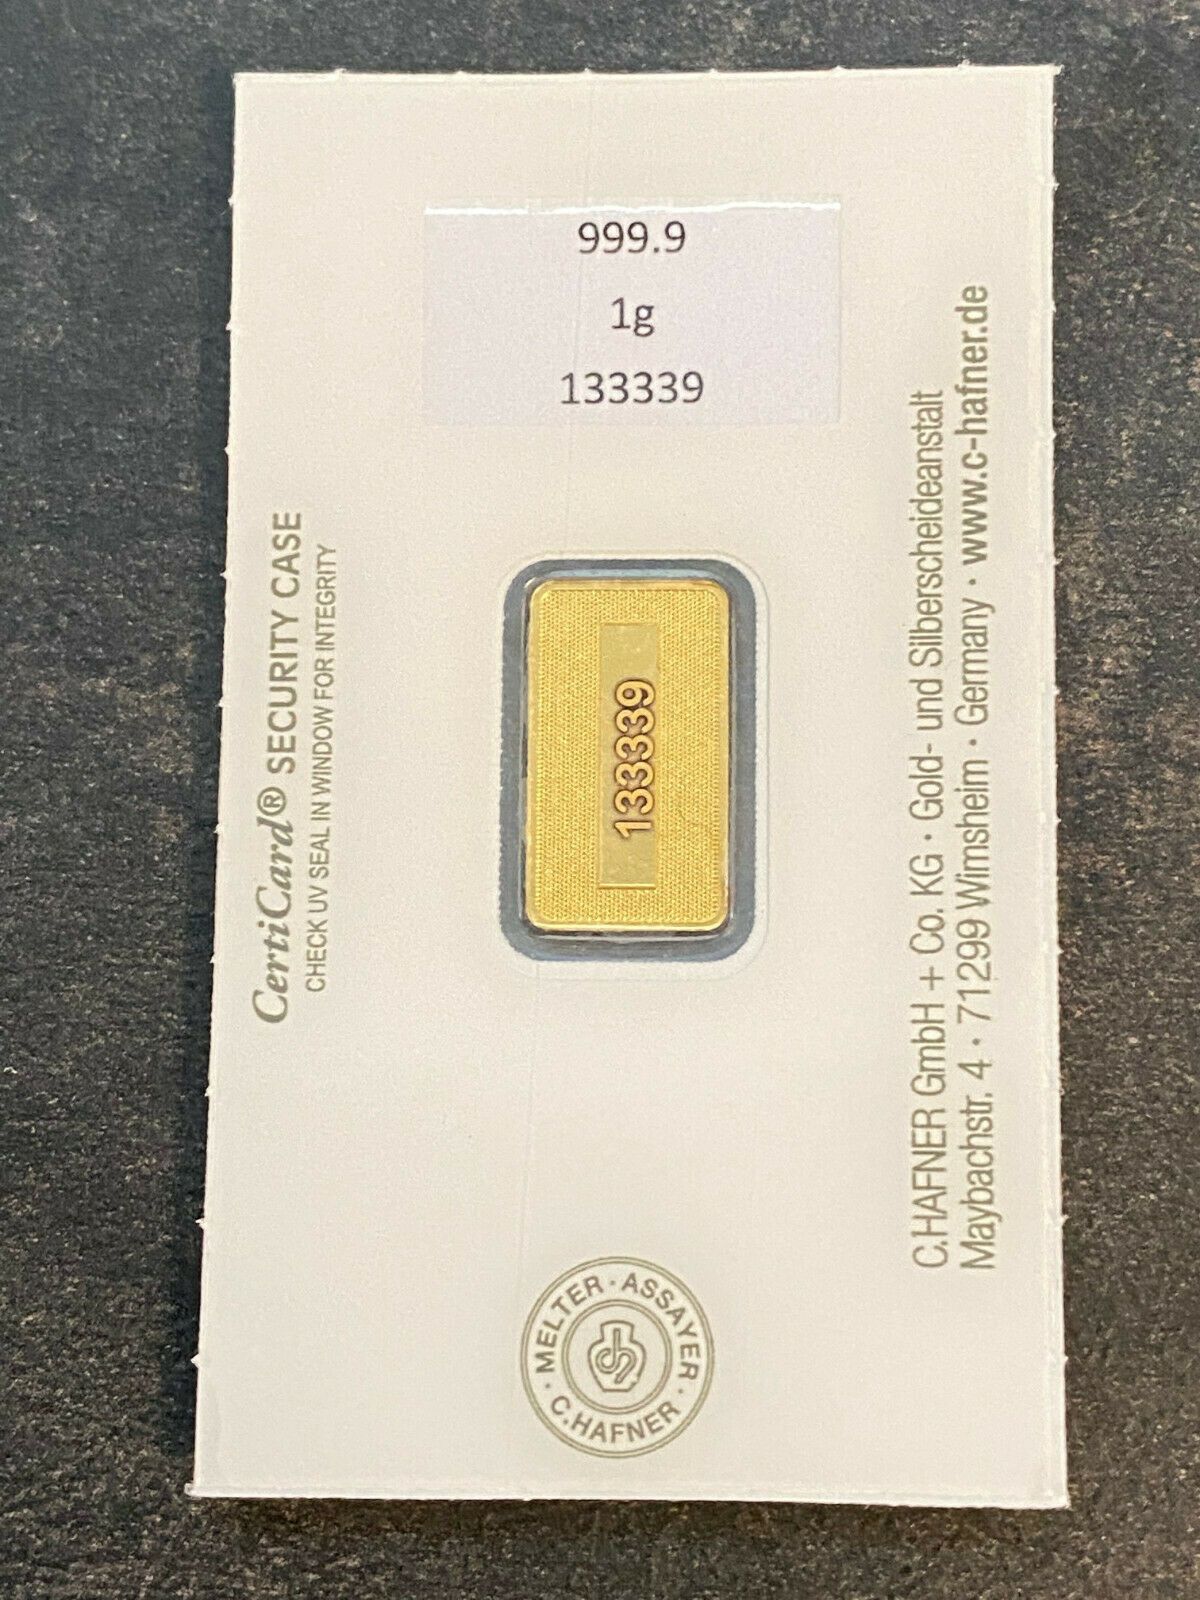 999.9
1g
133339
CertiCard® SECURITY CASE
CHECK UV SEAL IN WINDOW FOR INTEGRITY
133339
C.HAFNER GmbH + Co. KG · Gold- und Silberscheideanstalt
Maybachstr. 4 · 71299 Wimsheim · Germany · www.c-hafner.de
MELTER · ASSAYER · C.HAFNER ·